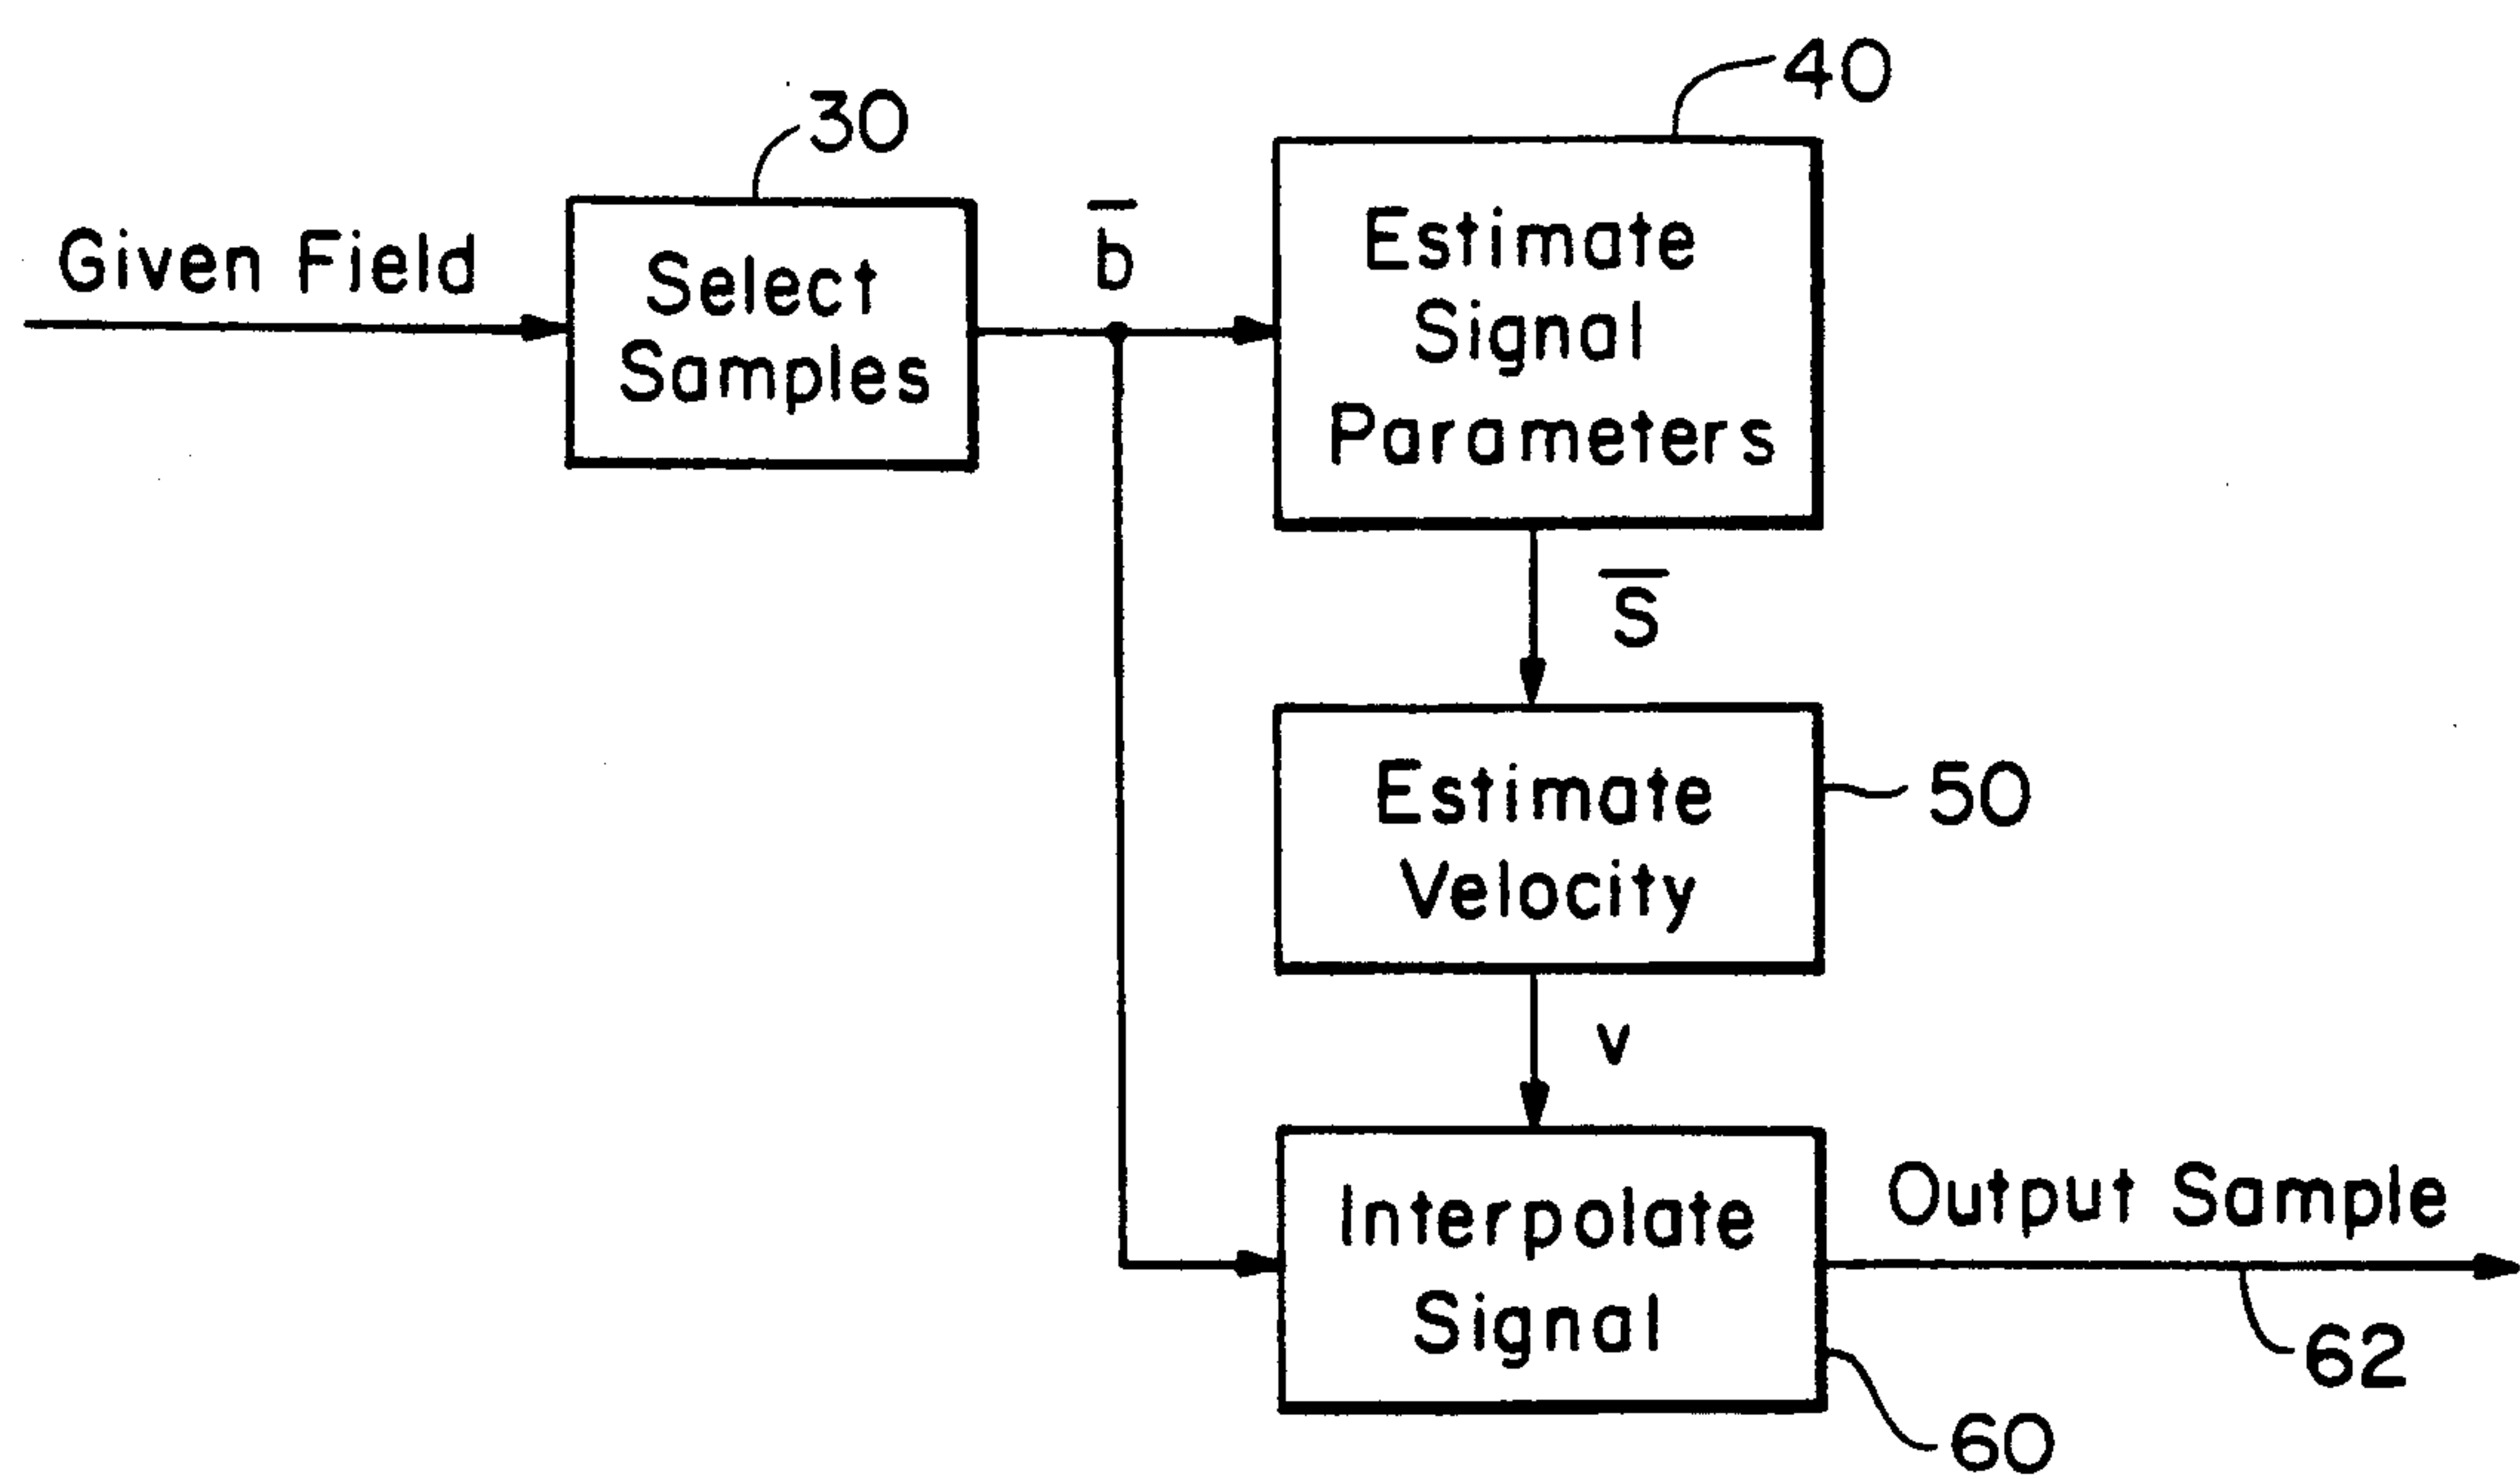 30
40
Given Field
Select
Samples
b̅
Estimate
Signal
Parameters
S̅
Estimate
Velocity
50
v
Interpolate
Signal
Output Sample
62
60